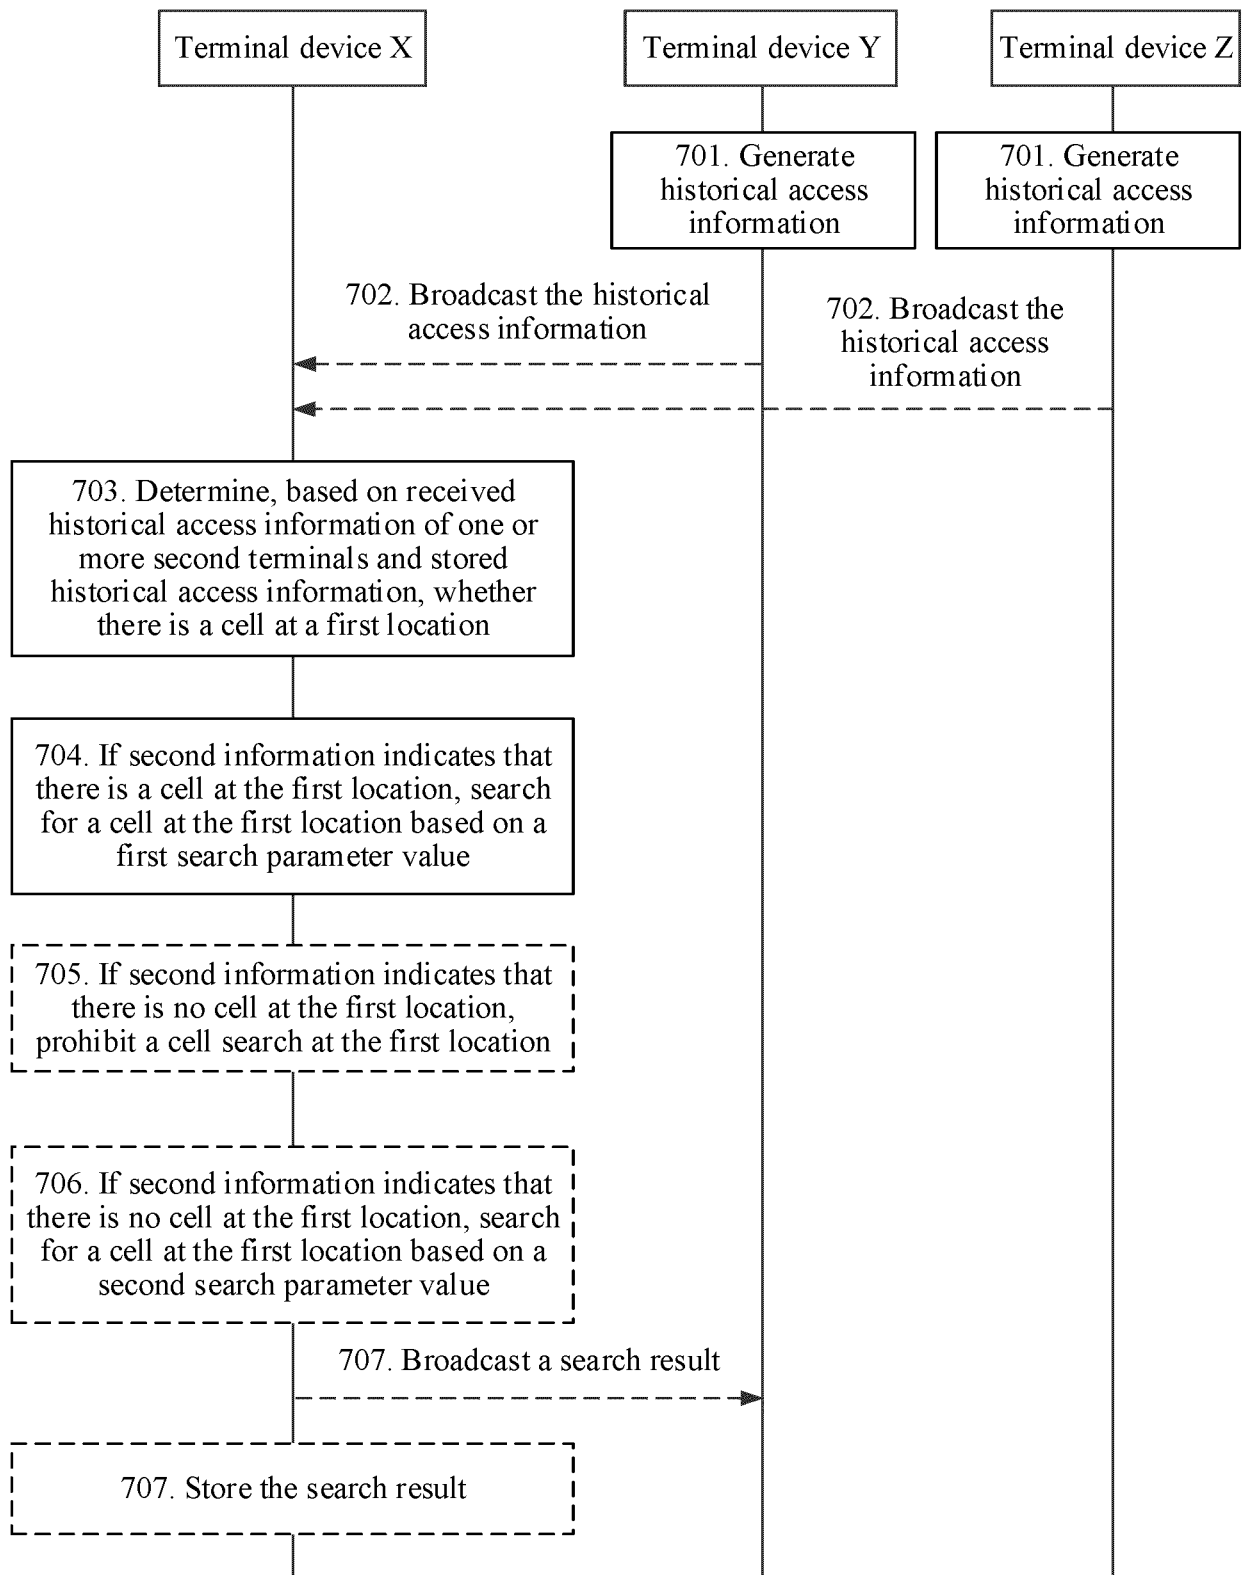 Terminal device X
Terminal device Y
Terminal device Z
701. Generate
historical access
information
701. Generate
historical access
information
702. Broadcast the historical
access information
702. Broadcast the
historical access
information
703. Determine, based on received
historical access information of one or
more second terminals and stored
historical access information, whether
there is a cell at a first location
704. If second information indicates that
there is a cell at the first location, search
for a cell at the first location based on a
first search parameter value
705. If second information indicates that
there is no cell at the first location,
prohibit a cell search at the first location
706. If second information indicates that
there is no cell at the first location, search
for a cell at the first location based on a
second search parameter value
707. Broadcast a search result
707. Store the search result